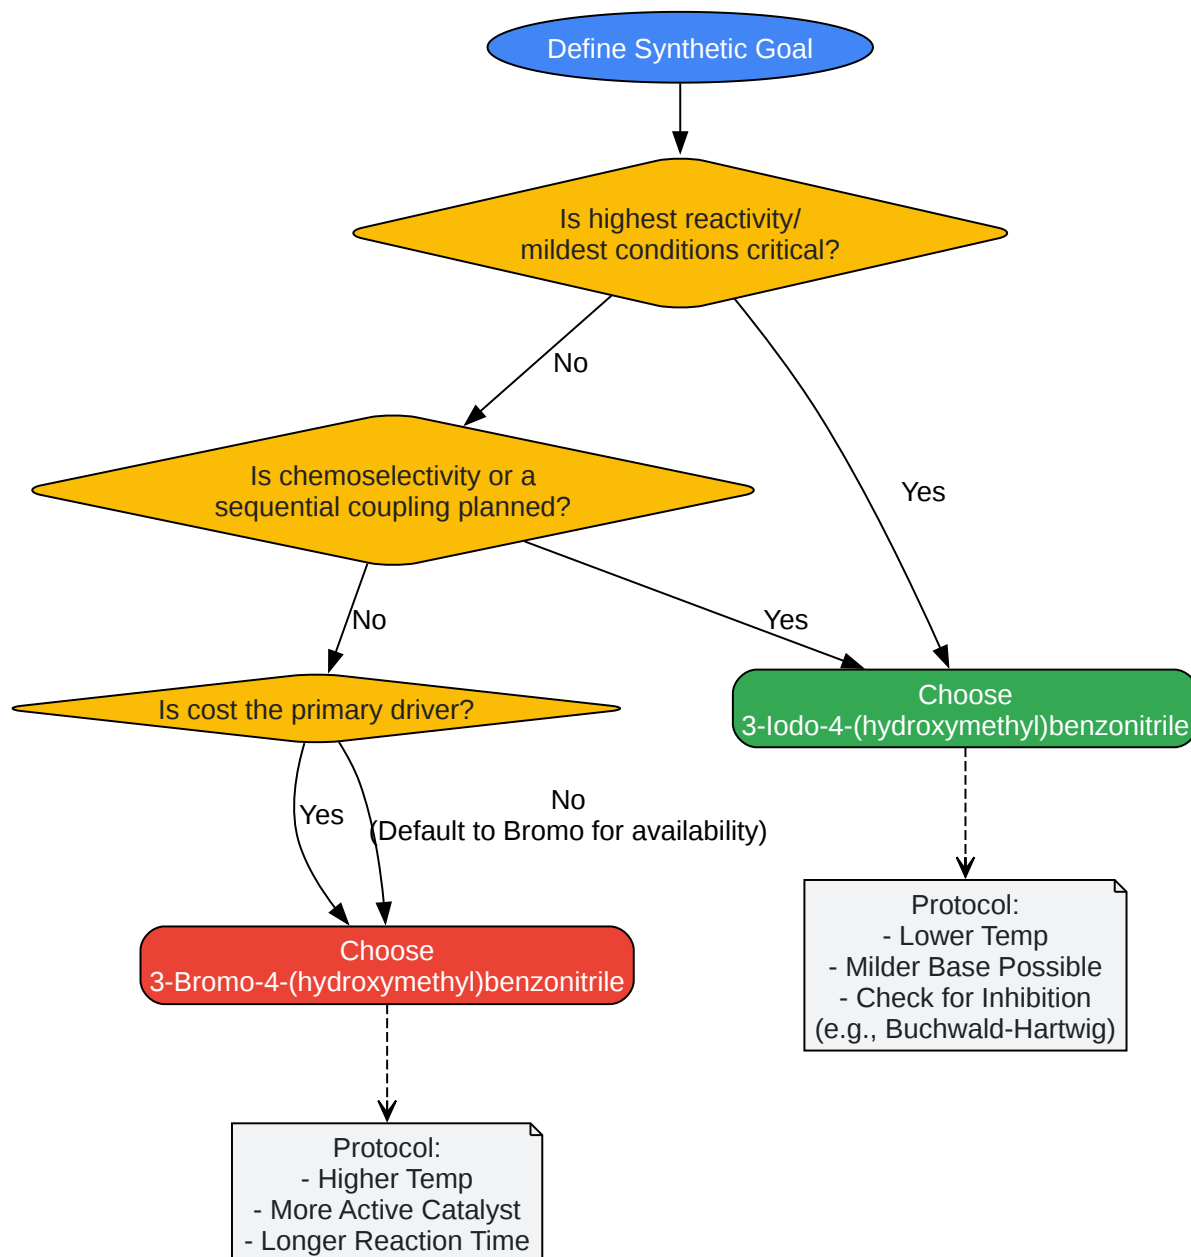 Define Synthetic Goal
Is highest reactivity/
mildest conditions critical?
No
Yes
Is chemoselectivity or a
sequential coupling planned?
No
Yes
Is cost the primary driver?
Choose
3-Iodo-4-(hydroxymethyl)benzonitrile
Yes
No
(Default to Bromo for availability)
Protocol:
- Lower Temp
- Milder Base Possible
- Check for Inhibition
(e.g., Buchwald-Hartwig)
Choose
3-Bromo-4-(hydroxymethyl)benzonitrile
Protocol:
- Higher Temp
- More Active Catalyst
- Longer Reaction Time